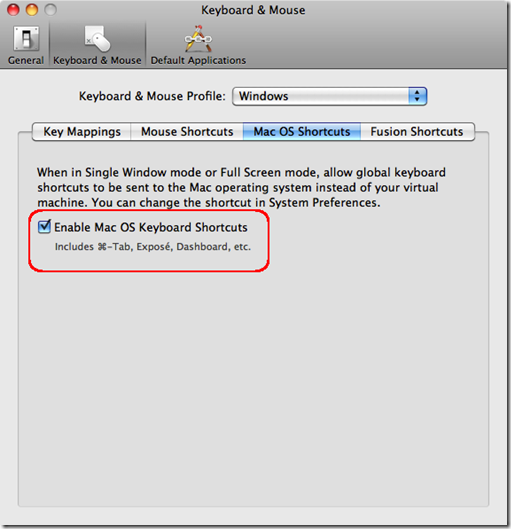 Keyboard & Mouse
General
Keyboard & Mouse
Default Applications
Keyboard & Mouse Profile:
Windows
Key Mappings
Mouse Shortcuts
Mac OS Shortcuts
Fusion Shortcuts
When in Single Window mode or Full Screen mode, allow global keyboard
shortcuts to be sent to the Mac operating system instead of your virtual
machine. You can change the shortcut in System Preferences.
Enable Mac OS Keyboard Shortcuts
Includes ⌘-Tab, Exposé, Dashboard, etc.